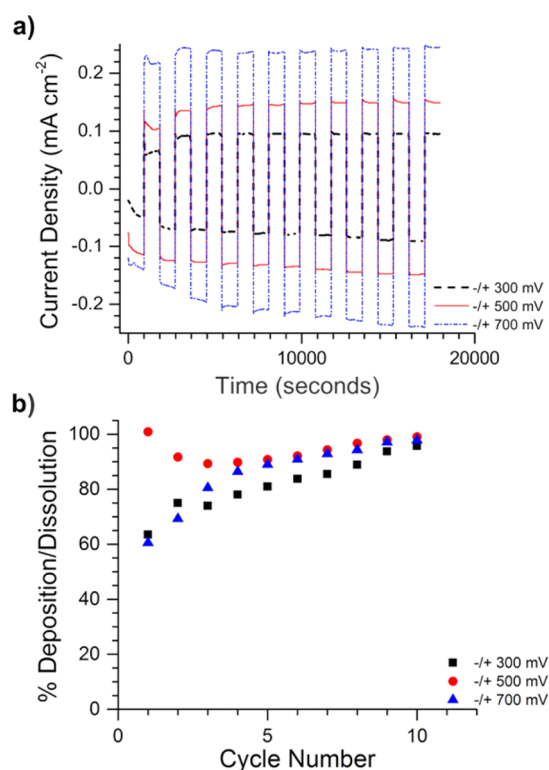 a)
0.2
0.1
0.0
-0.1
-0.2
Current Density (mA cm-2)
-/+ 300 mV
-/+ 500 mV
-/+ 700 mV
0
10000
20000
Time (seconds)
b)
100
80
60
40
20
0
% Deposition/Dissolution
-/+ 300 mV
-/+ 500 mV
-/+ 700 mV
0
5
10
Cycle Number